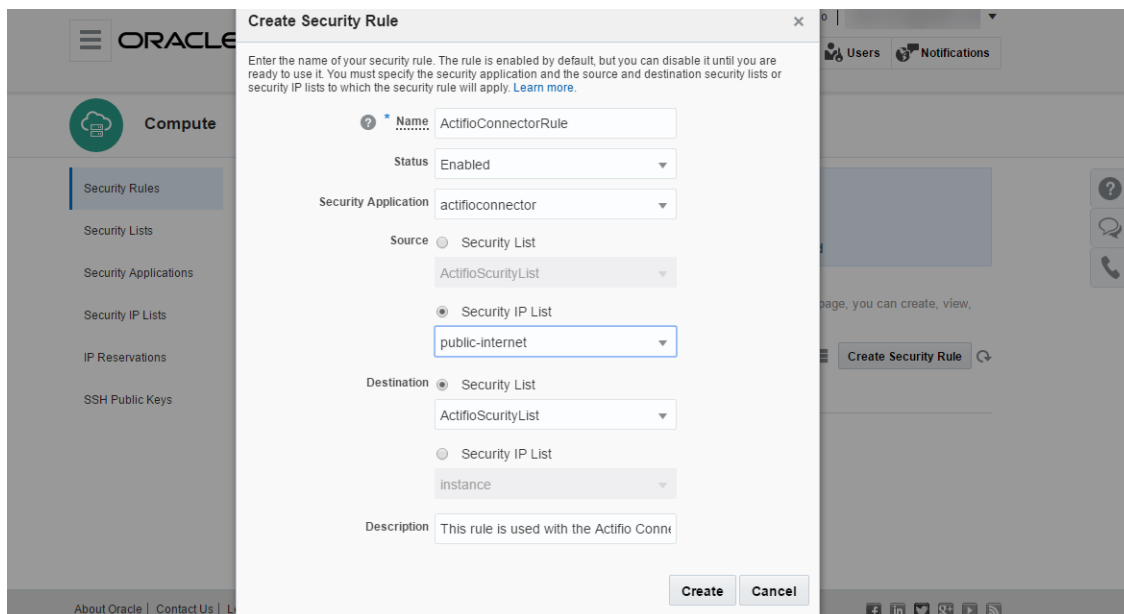 Create Security Rule ×
ORACLE
Users Notifications
Enter the name of your security rule. The rule is enabled by default, but you can disable it until you are
ready to use it. You must specify the security application and the source and destination security lists or
security IP lists to which the security rule will apply. Learn more.
Compute
? * Name ActifioConnectorRule
Status Enabled
Security Application actifioconnector
Source Security List
ActifioScurityList
Security IP List
public-internet
Destination Security List
ActifioScurityList
Security IP List
instance
Description This rule is used with the Actifio Conne
Create Cancel
Security Rules
Security Lists
Security Applications
Security IP Lists
IP Reservations
SSH Public Keys
page, you can create, view,
Create Security Rule
?
About Oracle | Contact Us |